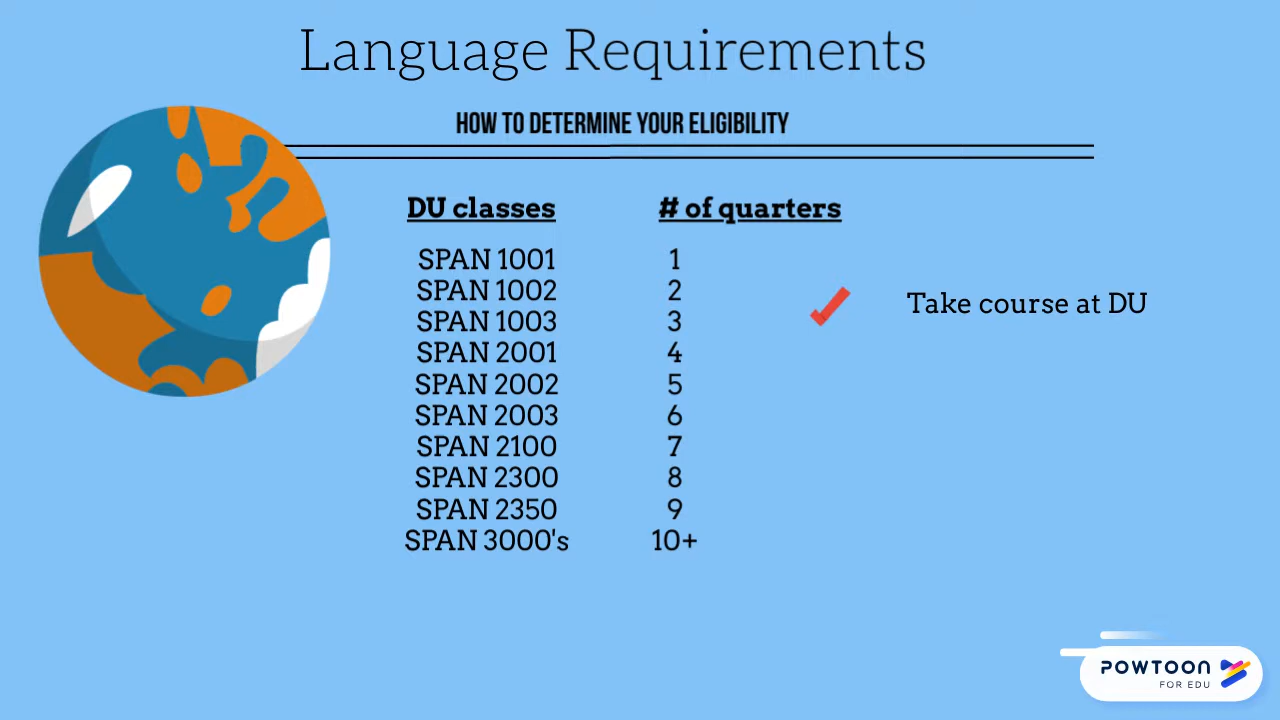 Language Requirements
HOW TO DETERMINE YOUR ELIGIBILITY
DU classes # of quarters
SPAN 1001 1
SPAN 1002 2
SPAN 1003 3
SPAN 2001 4
SPAN 2002 5
SPAN 2003 6
SPAN 2100 7
SPAN 2300 8
SPAN 2350 9
SPAN 3000's 10+
Take course at DU
POWTOON
FOR EDU